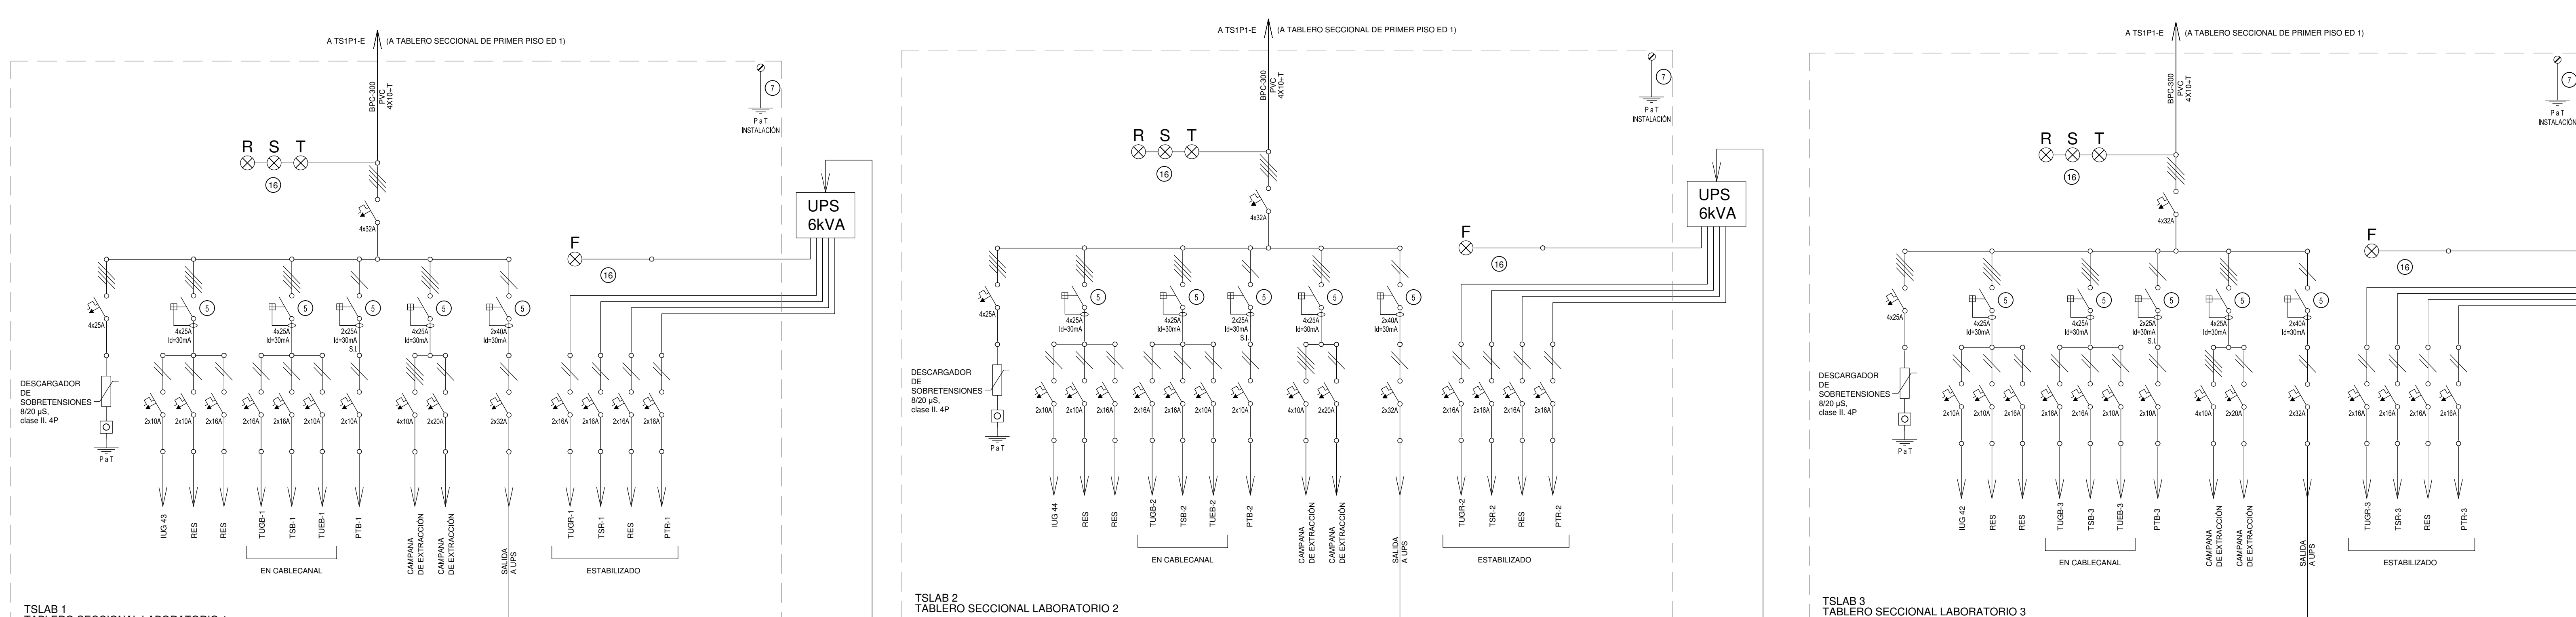 A TS1P1-E (A TABLERO SECCIONAL DE PRIMER PISO ED 1)
BPC-300
PVC
4X10+T
7
P a T
INSTALACIÓN
R S T
16
4x32A
UPS
6kVA
F
16
5 5 5 5 5
4x25A
4x25A
Id=30mA
4x25A
Id=30mA
2x25A
Id=30mA
S.I.
4x25A
Id=30mA
2x40A
Id=30mA
DESCARGADOR
DE
SOBRETENSIONES
8/20 µS,
clase II. 4P
P a T
2x10A 2x10A 2x16A 2x16A 2x16A 2x10A 2x10A 4x10A 2x20A 2x32A 2x16A 2x16A 2x16A 2x16A
IUG 43
RES
RES
TUGB-1
TSB-1
TUEB-1
PTB-1
CAMPANA
DE EXTRACCIÓN
CAMPANA
DE EXTRACCIÓN
SALIDA
A UPS
TUGR-1
TSR-1
RES
PTR-1
EN CABLECANAL
ESTABILIZADO
TSLAB 1
TABLERO SECCIONAL LABORATORIO 1
A TS1P1-E (A TABLERO SECCIONAL DE PRIMER PISO ED 1)
BPC-300
PVC
4X10+T
7
P a T
INSTALACIÓN
R S T
16
4x32A
UPS
6kVA
F
16
5 5 5 5 5
4x25A
4x25A
Id=30mA
4x25A
Id=30mA
2x25A
Id=30mA
S.I.
4x25A
Id=30mA
2x40A
Id=30mA
DESCARGADOR
DE
SOBRETENSIONES
8/20 µS,
clase II. 4P
P a T
2x10A 2x10A 2x16A 2x16A 2x16A 2x10A 2x10A 4x10A 2x20A 2x32A 2x16A 2x16A 2x16A 2x16A
IUG 44
RES
RES
TUGB-2
TSB-2
TUEB-2
PTB-2
CAMPANA
DE EXTRACCIÓN
CAMPANA
DE EXTRACCIÓN
SALIDA
A UPS
TUGR-2
TSR-2
RES
PTR-2
EN CABLECANAL
ESTABILIZADO
TSLAB 2
TABLERO SECCIONAL LABORATORIO 2
A TS1P1-E (A TABLERO SECCIONAL DE PRIMER PISO ED 1)
BPC-300
PVC
4X10+T
7
P a T
INSTALACIÓN
R S T
16
4x32A
F
16
5 5 5 5 5
4x25A
4x25A
Id=30mA
4x25A
Id=30mA
2x25A
Id=30mA
S.I.
4x25A
Id=30mA
2x40A
Id=30mA
DESCARGADOR
DE
SOBRETENSIONES
8/20 µS,
clase II. 4P
P a T
2x10A 2x10A 2x16A 2x16A 2x16A 2x10A 2x10A 4x10A 2x20A 2x32A 2x16A 2x16A 2x16A 2x16A
IUG 42
RES
RES
TUGB-3
TSB-3
TUEB-3
PTB-3
CAMPANA
DE EXTRACCIÓN
CAMPANA
DE EXTRACCIÓN
SALIDA
A UPS
TUGR-3
TSR-3
RES
PTR-3
EN CABLECANAL
ESTABILIZADO
TSLAB 3
TABLERO SECCIONAL LABORATORIO 3